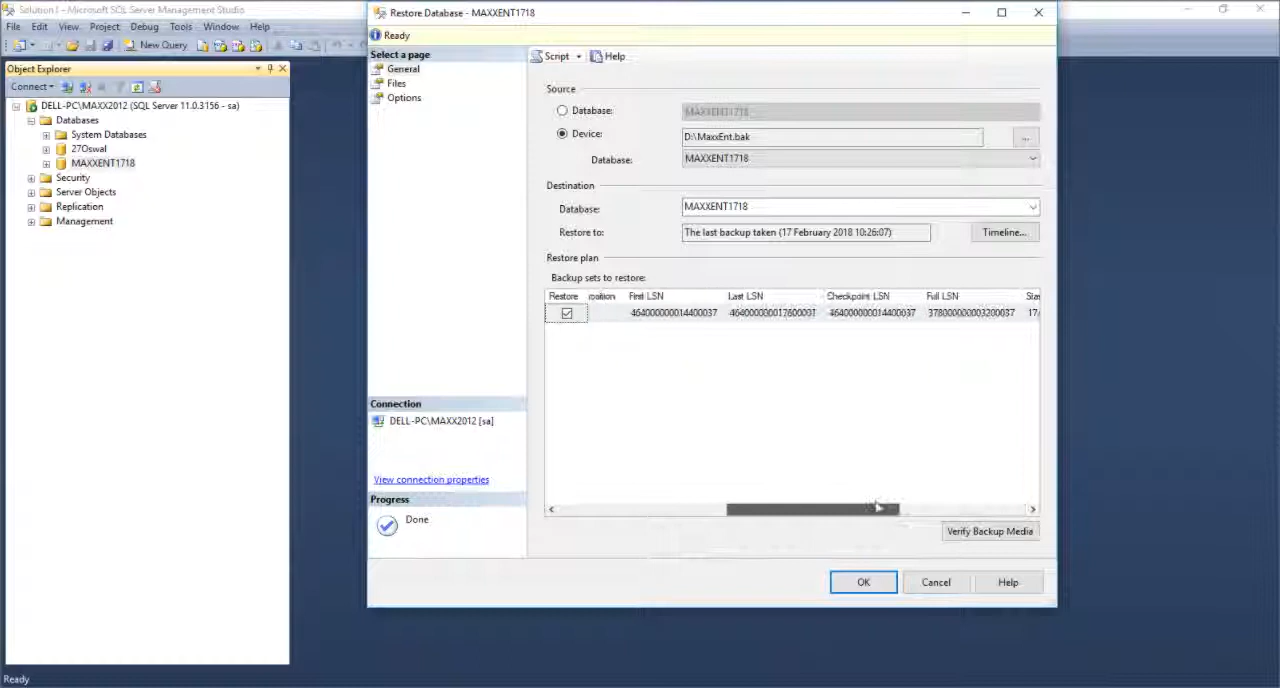 Solution1 - Microsoft SQL Server Management Studio
File Edit View Project Debug Tools Window Help
New Query
Object Explorer
Connect
DELL-PC\MAXX2012 (SQL Server 11.0.3156 - sa)
Databases
System Databases
27Oswal
MAXXENT1718
Security
Server Objects
Replication
Management
Ready
Restore Database - MAXXENT1718
Ready
Select a page
General
Files
Options
Connection
DELL-PC\MAXX2012 [sa]
View connection properties
Progress
Done
Script Help
Source
Database: MAXXENT1718
Device: D:\MaxxEnt.bak ...
Database: MAXXENT1718
Destination
Database: MAXXENT1718
Restore to: The last backup taken (17 February 2018 10:26:07) Timeline...
Restore plan
Backup sets to restore:
Restore osition First LSN Last LSN Checkpoint LSN Full LSN Star
464000000014400037 464000000017600001 464000000014400037 378000000003200037 17/
Verify Backup Media
OK Cancel Help